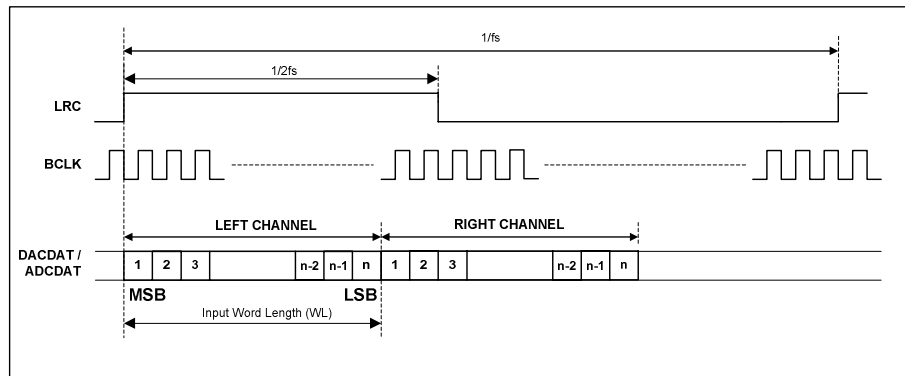 1/fs
1/2fs
LRC
BCLK
LEFT CHANNEL
RIGHT CHANNEL
DACDAT /
ADCDAT
1 2 3 n-2 n-1 n 1 2 3 n-2 n-1 n
MSB LSB
Input Word Length (WL)